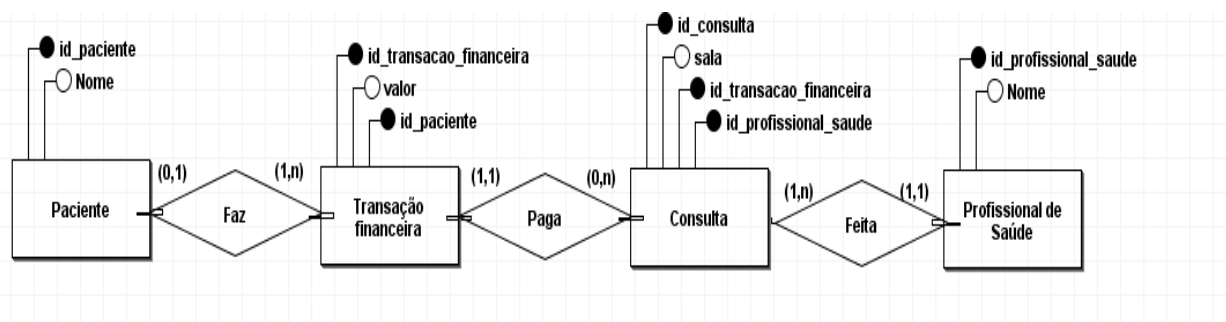 id_paciente
Nome
Paciente
(0,1)
Faz
(1,n)
id_transacao_financeira
valor
id_paciente
Transação
financeira
(1,1)
Paga
(0,n)
id_consulta
sala
id_transacao_financeira
id_profissional_saude
Consulta
(1,n)
Feita
(1,1)
id_profissional_saude
Nome
Profissional de
Saúde